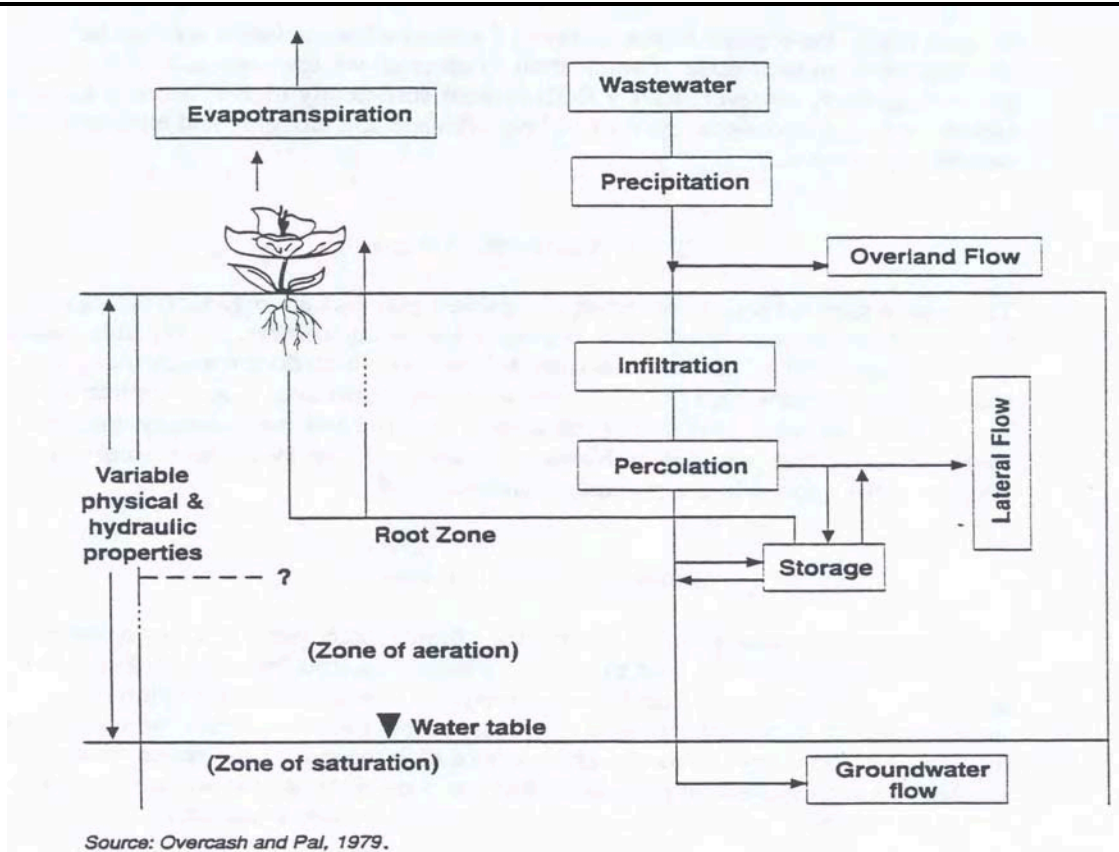 Wastewater
Evapotranspiration
Precipitation
Overland Flow
Infiltration
Lateral Flow
Percolation
Variable
physical &
hydraulic
properties
Root Zone
Storage
?
(Zone of aeration)
Water table
(Zone of saturation)
Groundwater
flow
Source: Overcash and Pal, 1979.